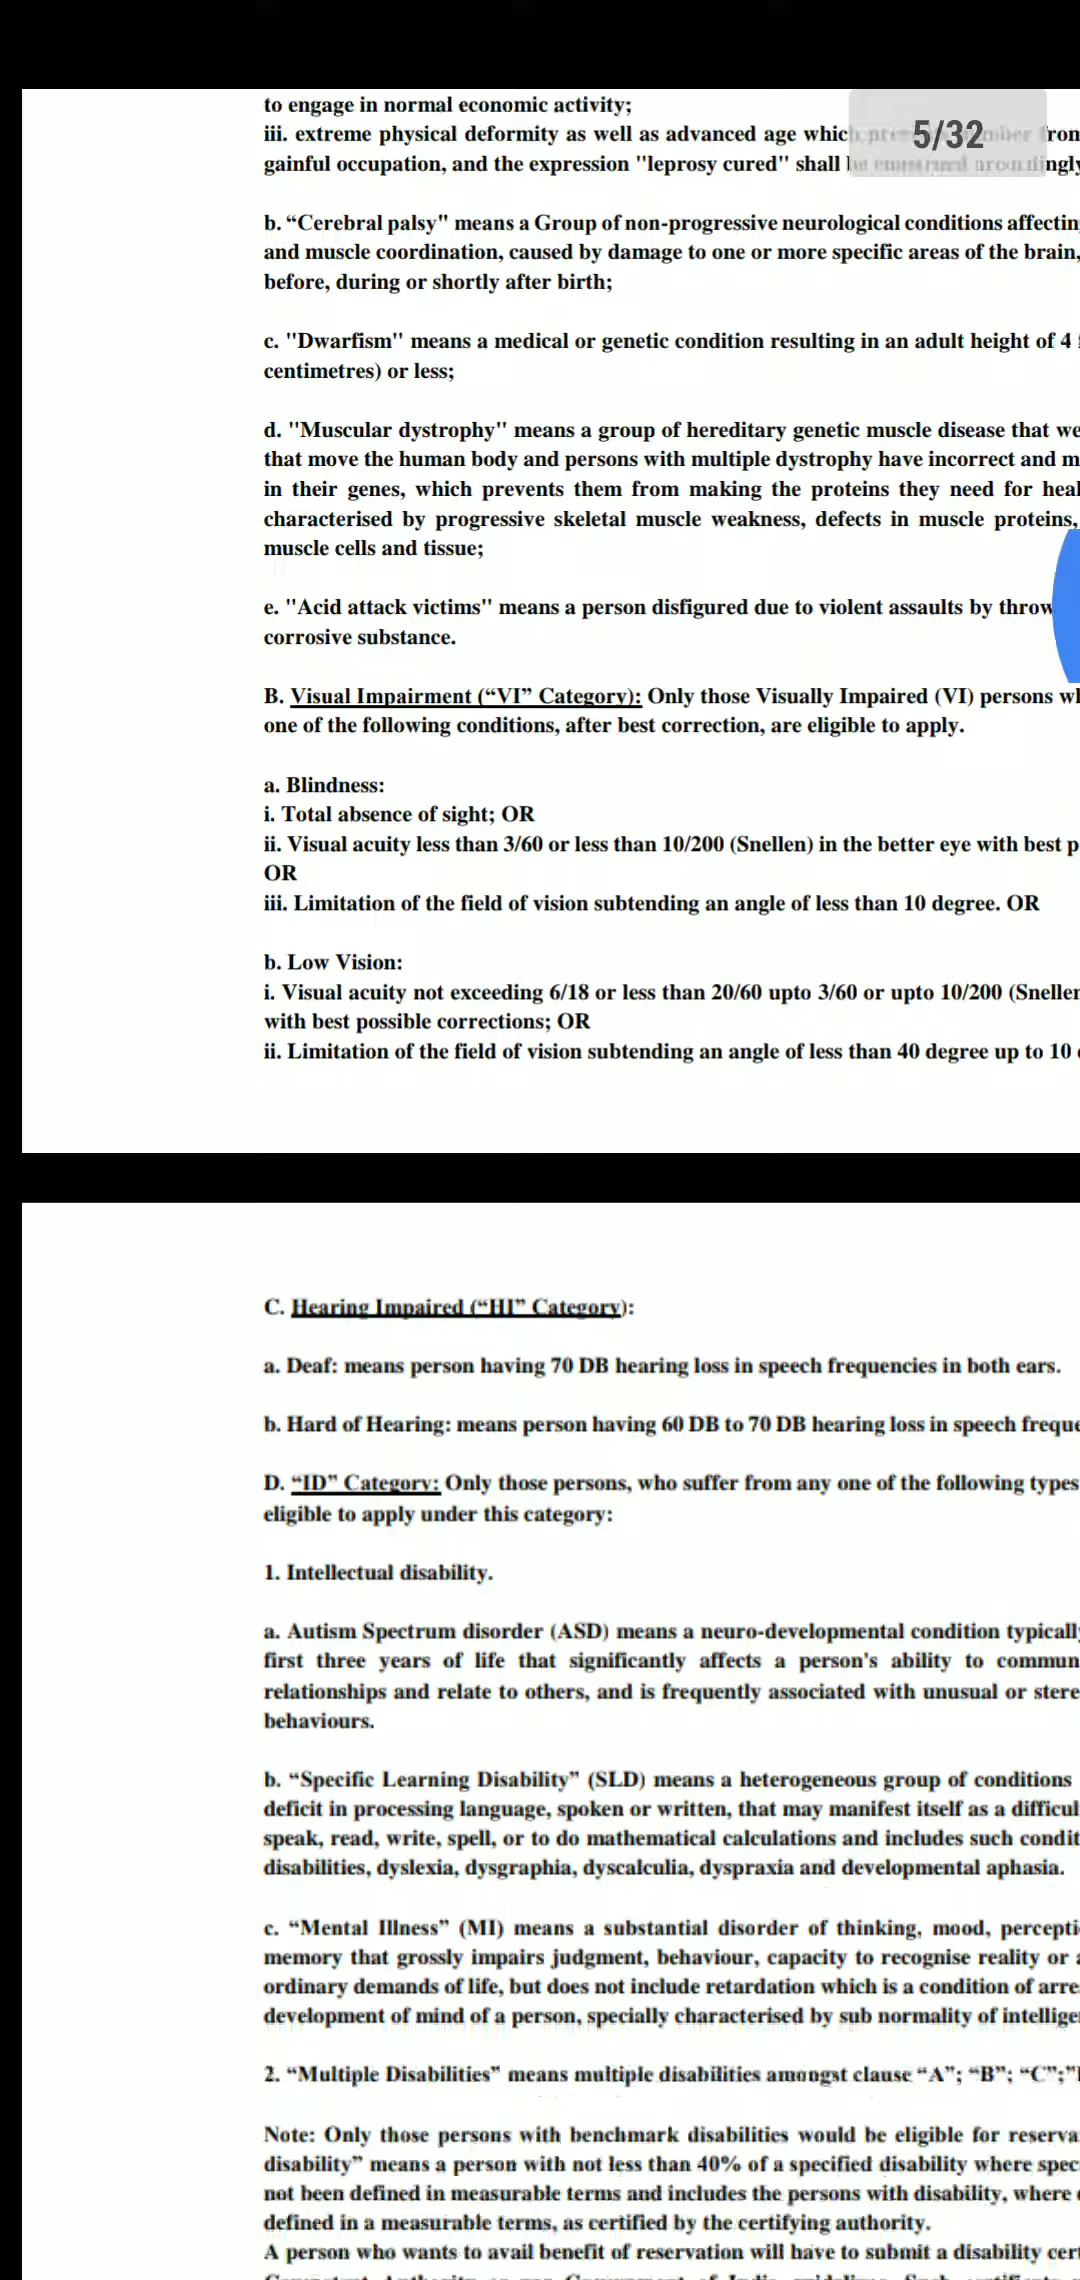 to engage in normal economic activity;
iii. extreme physical deformity as well as advanced age which
5/32
gainful occupation, and the expression "leprosy cured" shall
b. “Cerebral palsy" means a Group of non-progressive neurological conditions
and muscle coordination, caused by damage to one or more specific areas of the brain,
before, during or shortly after birth;
c. "Dwarfism" means a medical or genetic condition resulting in an adult height of 4
centimetres) or less;
d. "Muscular dystrophy" means a group of hereditary genetic muscle disease that
that move the human body and persons with multiple dystrophy have incorrect and
in their genes, which prevents them from making the proteins they need for
characterised by progressive skeletal muscle weakness, defects in muscle proteins,
muscle cells and tissue;
e. "Acid attack victims" means a person disfigured due to violent assaults by
corrosive substance.
B. Visual Impairment (“VI” Category): Only those Visually Impaired (VI) persons
one of the following conditions, after best correction, are eligible to apply.
a. Blindness:
i. Total absence of sight; OR
ii. Visual acuity less than 3/60 or less than 10/200 (Snellen) in the better eye with best
OR
iii. Limitation of the field of vision subtending an angle of less than 10 degree. OR
b. Low Vision:
i. Visual acuity not exceeding 6/18 or less than 20/60 upto 3/60 or upto 10/200
with best possible corrections; OR
ii. Limitation of the field of vision subtending an angle of less than 40 degree up to 10
C. Hearing Impaired (“HI” Category):
a. Deaf: means person having 70 DB hearing loss in speech frequencies in both ears.
b. Hard of Hearing: means person having 60 DB to 70 DB hearing loss in speech
D. “ID” Category: Only those persons, who suffer from any one of the following types
eligible to apply under this category:
1. Intellectual disability.
a. Autism Spectrum disorder (ASD) means a neuro-developmental condition
first three years of life that significantly affects a person's ability to
relationships and relate to others, and is frequently associated with unusual or
behaviours.
b. “Specific Learning Disability” (SLD) means a heterogeneous group of conditions
deficit in processing language, spoken or written, that may manifest itself as a
speak, read, write, spell, or to do mathematical calculations and includes such
disabilities, dyslexia, dysgraphia, dyscalculia, dyspraxia and developmental aphasia.
c. “Mental Illness” (MI) means a substantial disorder of thinking, mood,
memory that grossly impairs judgment, behaviour, capacity to recognise reality or
ordinary demands of life, but does not include retardation which is a condition of
development of mind of a person, specially characterised by sub normality of
2. “Multiple Disabilities” means multiple disabilities amongst clause “A”; “B”; “C”;
Note: Only those persons with benchmark disabilities would be eligible for
disability” means a person with not less than 40% of a specified disability where
not been defined in measurable terms and includes the persons with disability, where
defined in a measurable terms, as certified by the certifying authority.
A person who wants to avail benefit of reservation will have to submit a disability